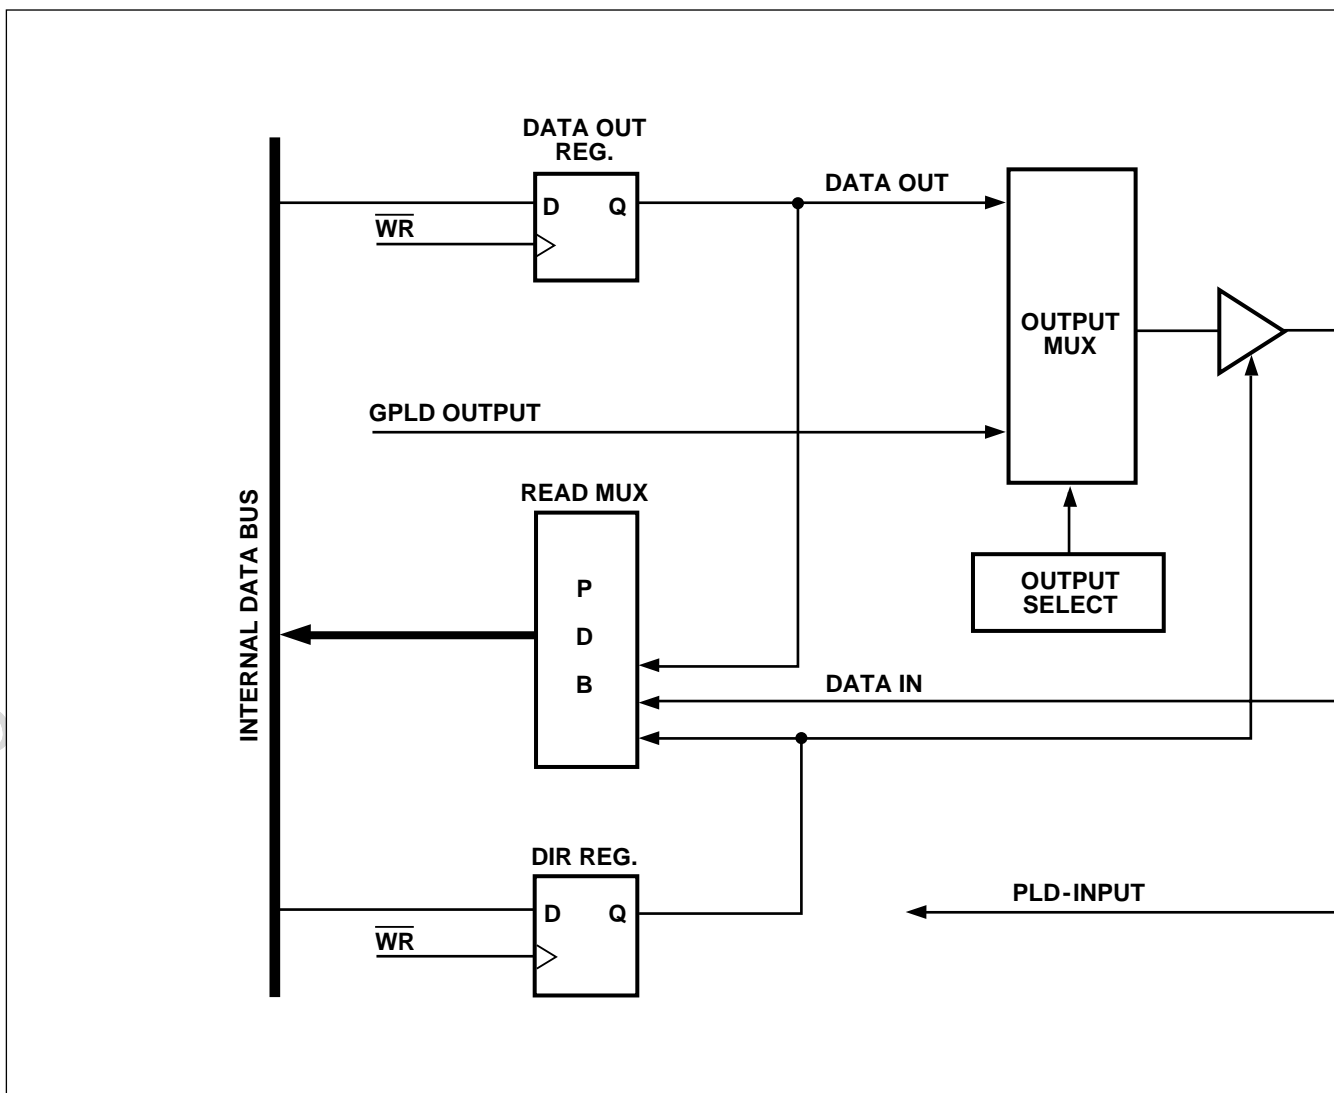 DATA OUT
REG.
D Q
WR
DATA OUT
OUTPUT
MUX
GPLD OUTPUT
READ MUX
P
D
B
OUTPUT
SELECT
INTERNAL DATA BUS
DATA IN
DIR REG.
D Q
WR
PLD-INPUT